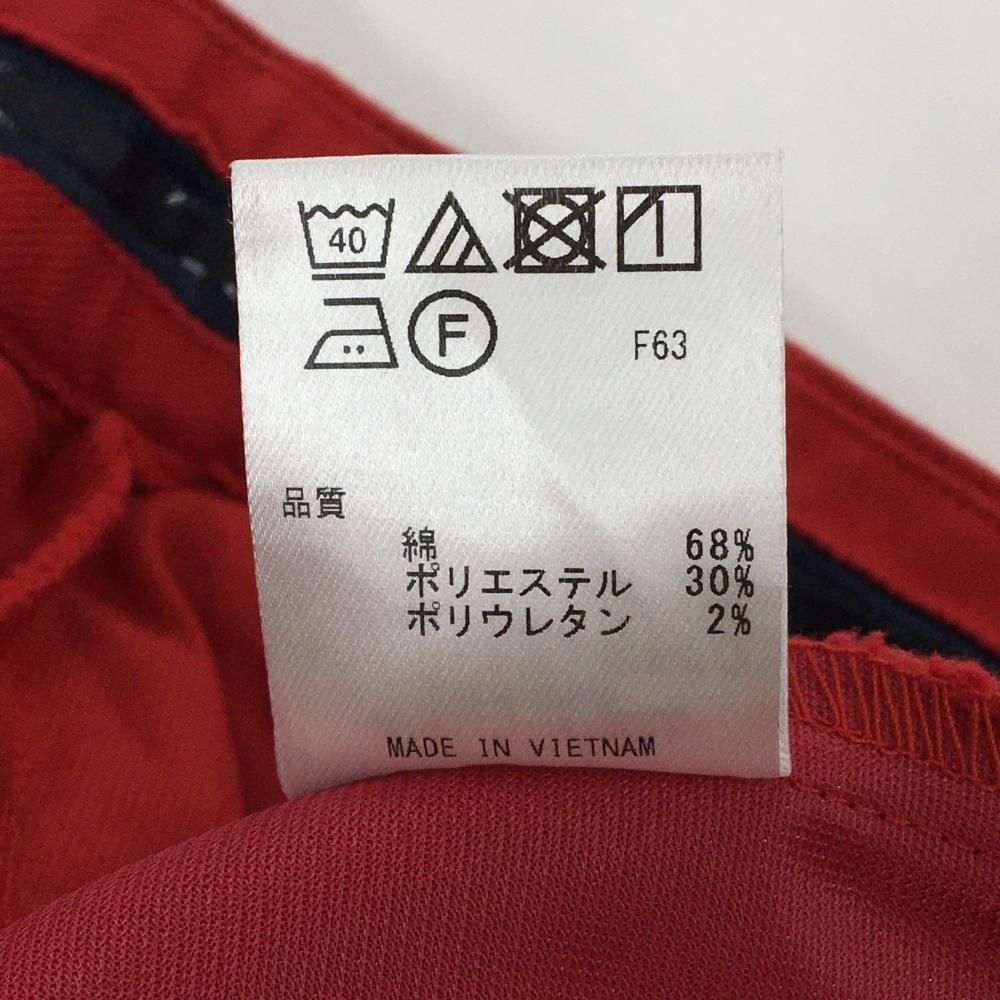 40
F F63
品質
綿 68%
ポリエステル 30%
ポリウレタン 2%
MADE IN VIETNAM